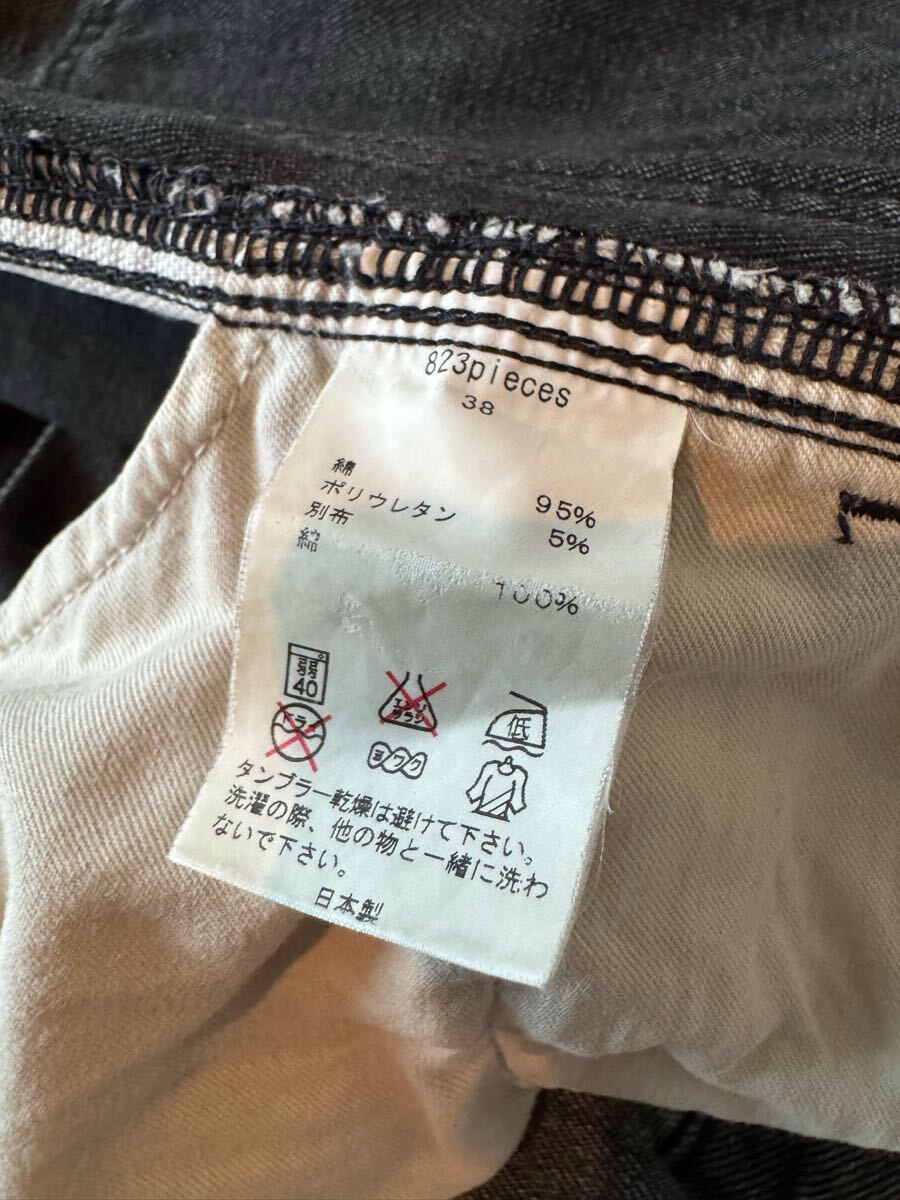 823pieces
38
綿 95%
ポリウレタン 5%
別布
綿 100%
弱
40
エンソ
サラシ
低
ドライ
ヨワク
タンブラー乾燥は避けて下さい。
洗濯の際、他の物と一緒に洗わ
ないで下さい。
日本製